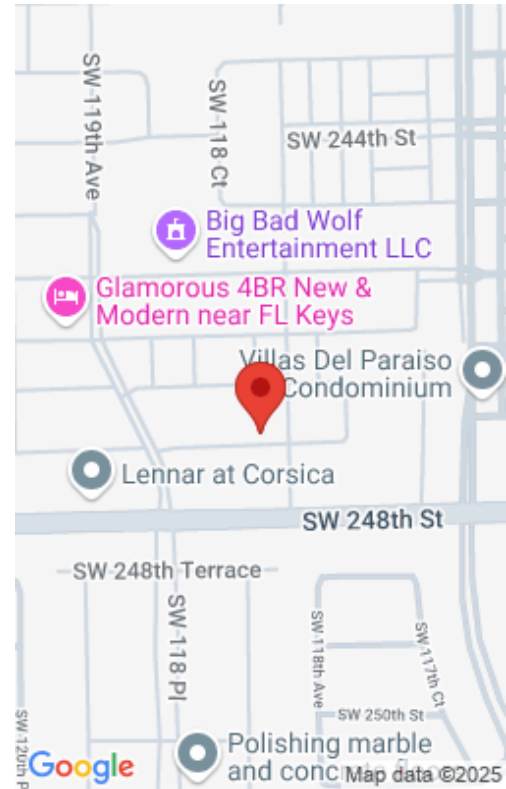 SW 119th Ave
SW 118 Ct
SW 244th St
Big Bad Wolf
Entertainment LLC
Glamorous 4BR New &
Modern near FL Keys
Villas Del Paraiso
Condominium
Lennar at Corsica
SW 248th St
SW 248th Terrace
SW 118 Pl
SW 118th Ave
SW 117th Ct
SW 250th St
SW 120th P
Polishing marble
and conc
Google
Map data ©2025